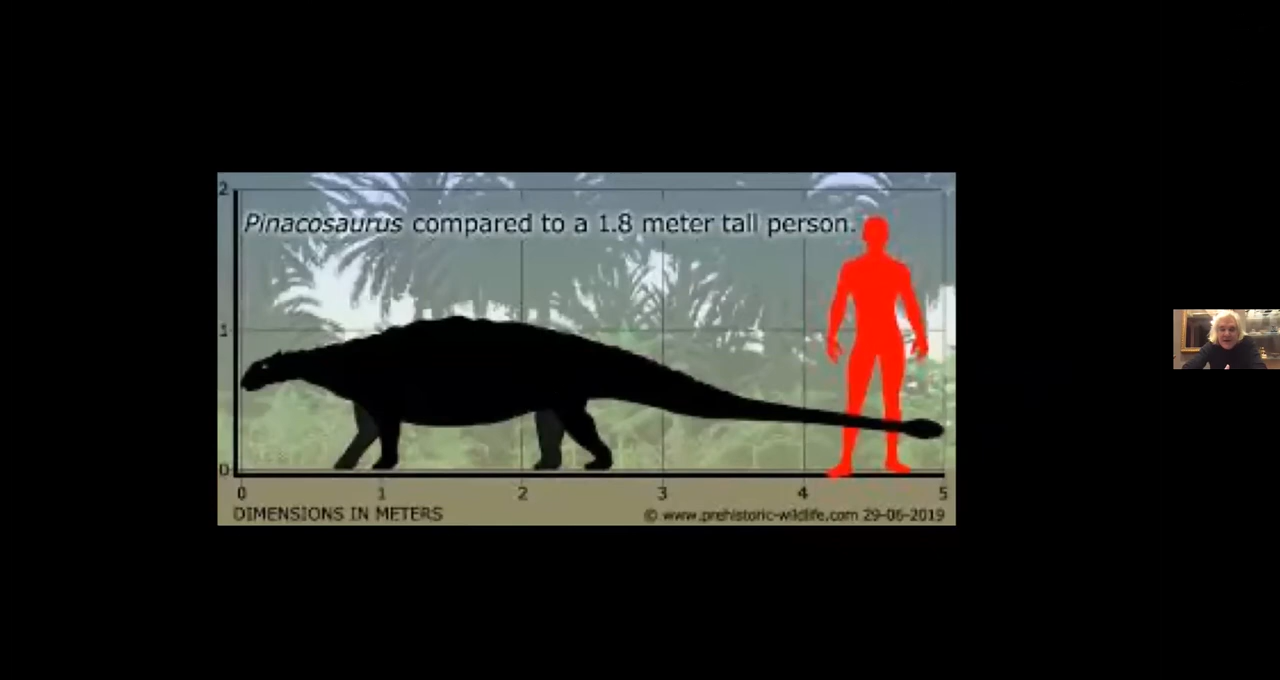 2
Pinacosaurus compared to a 1.8 meter tall person.
1
0
0 1 2 3 4 5
DIMENSIONS IN METERS © www.prehistoric-wildlife.com 29-06-2019